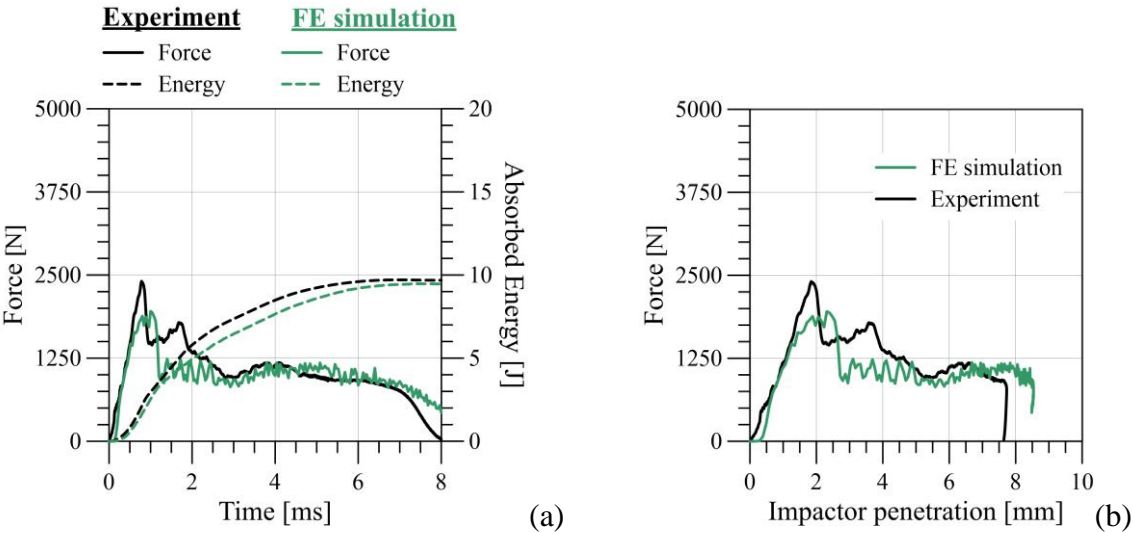 Experiment FE simulation
Force Force
Energy Energy
5000 20
3750 15
2500 10
1250 5
0 0
0 2 4 6 8
Force [N]
Absorbed Energy [J]
Time [ms]
(a)
5000
3750
2500
1250
0
0 2 4 6 8 10
Force [N]
FE simulation
Experiment
Impactor penetration [mm]
(b)